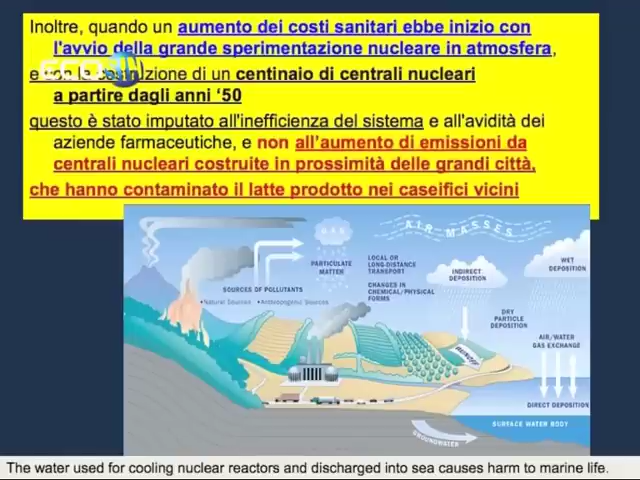 Inoltre, quando un aumento dei costi sanitari ebbe inizio con
l'avvio della grande sperimentazione nucleare in atmosfera,
e con la costruzione di un centinaio di centrali nucleari
a partire dagli anni ‘50
questo è stato imputato all'inefficienza del sistema e all'avidità dei
aziende farmaceutiche, e non all'aumento di emissioni da
centrali nucleari costruite in prossimità delle grandi città,
che hanno contaminato il latte prodotto nei caseifici vicini
ECO TV
AIR MASSES
GAS
PARTICULATE
MATTER
LOCAL OR
LONG-DISTANCE
TRANSPORT
CHANGES IN
CHEMICAL/PHYSICAL
FORMS
WET
DEPOSITION
INDIRECT
DEPOSITION
SOURCES OF POLLUTANTS
•Natural Sources •Anthropogenic Sources
DRY
PARTICLE
DEPOSITION
AIR/WATER
GAS EXCHANGE
RUNOFF
DIRECT DEPOSITION
SURFACE WATER BODY
GROUNDWATER
The water used for cooling nuclear reactors and discharged into sea causes harm to marine life.